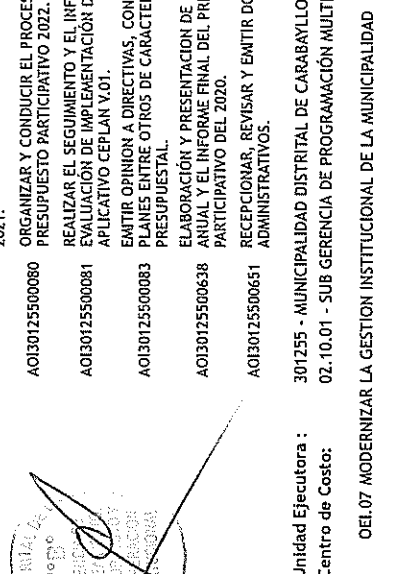 2021.
AOI30125500080 ORGANIZAR Y CONDUCIR EL PROCES
PRESUPUESTO PARTICIPATIVO 2022.
AOI30125500081 REALIZAR EL SEGUIMIENTO Y EL INF
EVALUACIÓN DE IMPLEMENTACIÓN D
APLICATIVO CEPLAN V.01.
AOI30125500083 EMITIR OPINION A DIRECTIVAS, CON
PLANES ENTRE OTROS DE CARACTE
PRESUPUESTAL.
AOI30125500638 ELABORACIÓN Y PRESENTACION DE
ANUAL Y EL INFORME FINAL DEL PR
PARTICIPATIVO DEL 2020.
AOI30125500651 RECEPCIONAR, REVISAR Y EMITIR DO
ADMINISTRATIVOS.
Unidad Ejecutora : 301255 - MUNICIPALIDAD DISTRITAL DE CARABAYLLO
Centro de Costo: 02.10.01 - SUB GERENCIA DE PROGRAMACIÓN MULTI
OEI.07 MODERNIZAR LA GESTION INSTITUCIONAL DE LA MUNICIPALIDAD